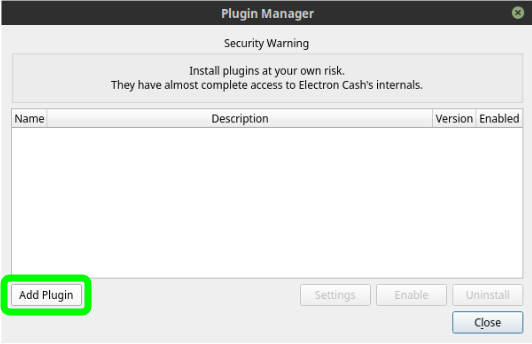 Plugin Manager
Security Warning
Install plugins at your own risk.
They have almost complete access to Electron Cash's internals.
Name Description Version Enabled
Add Plugin Settings Enable Uninstall
Close